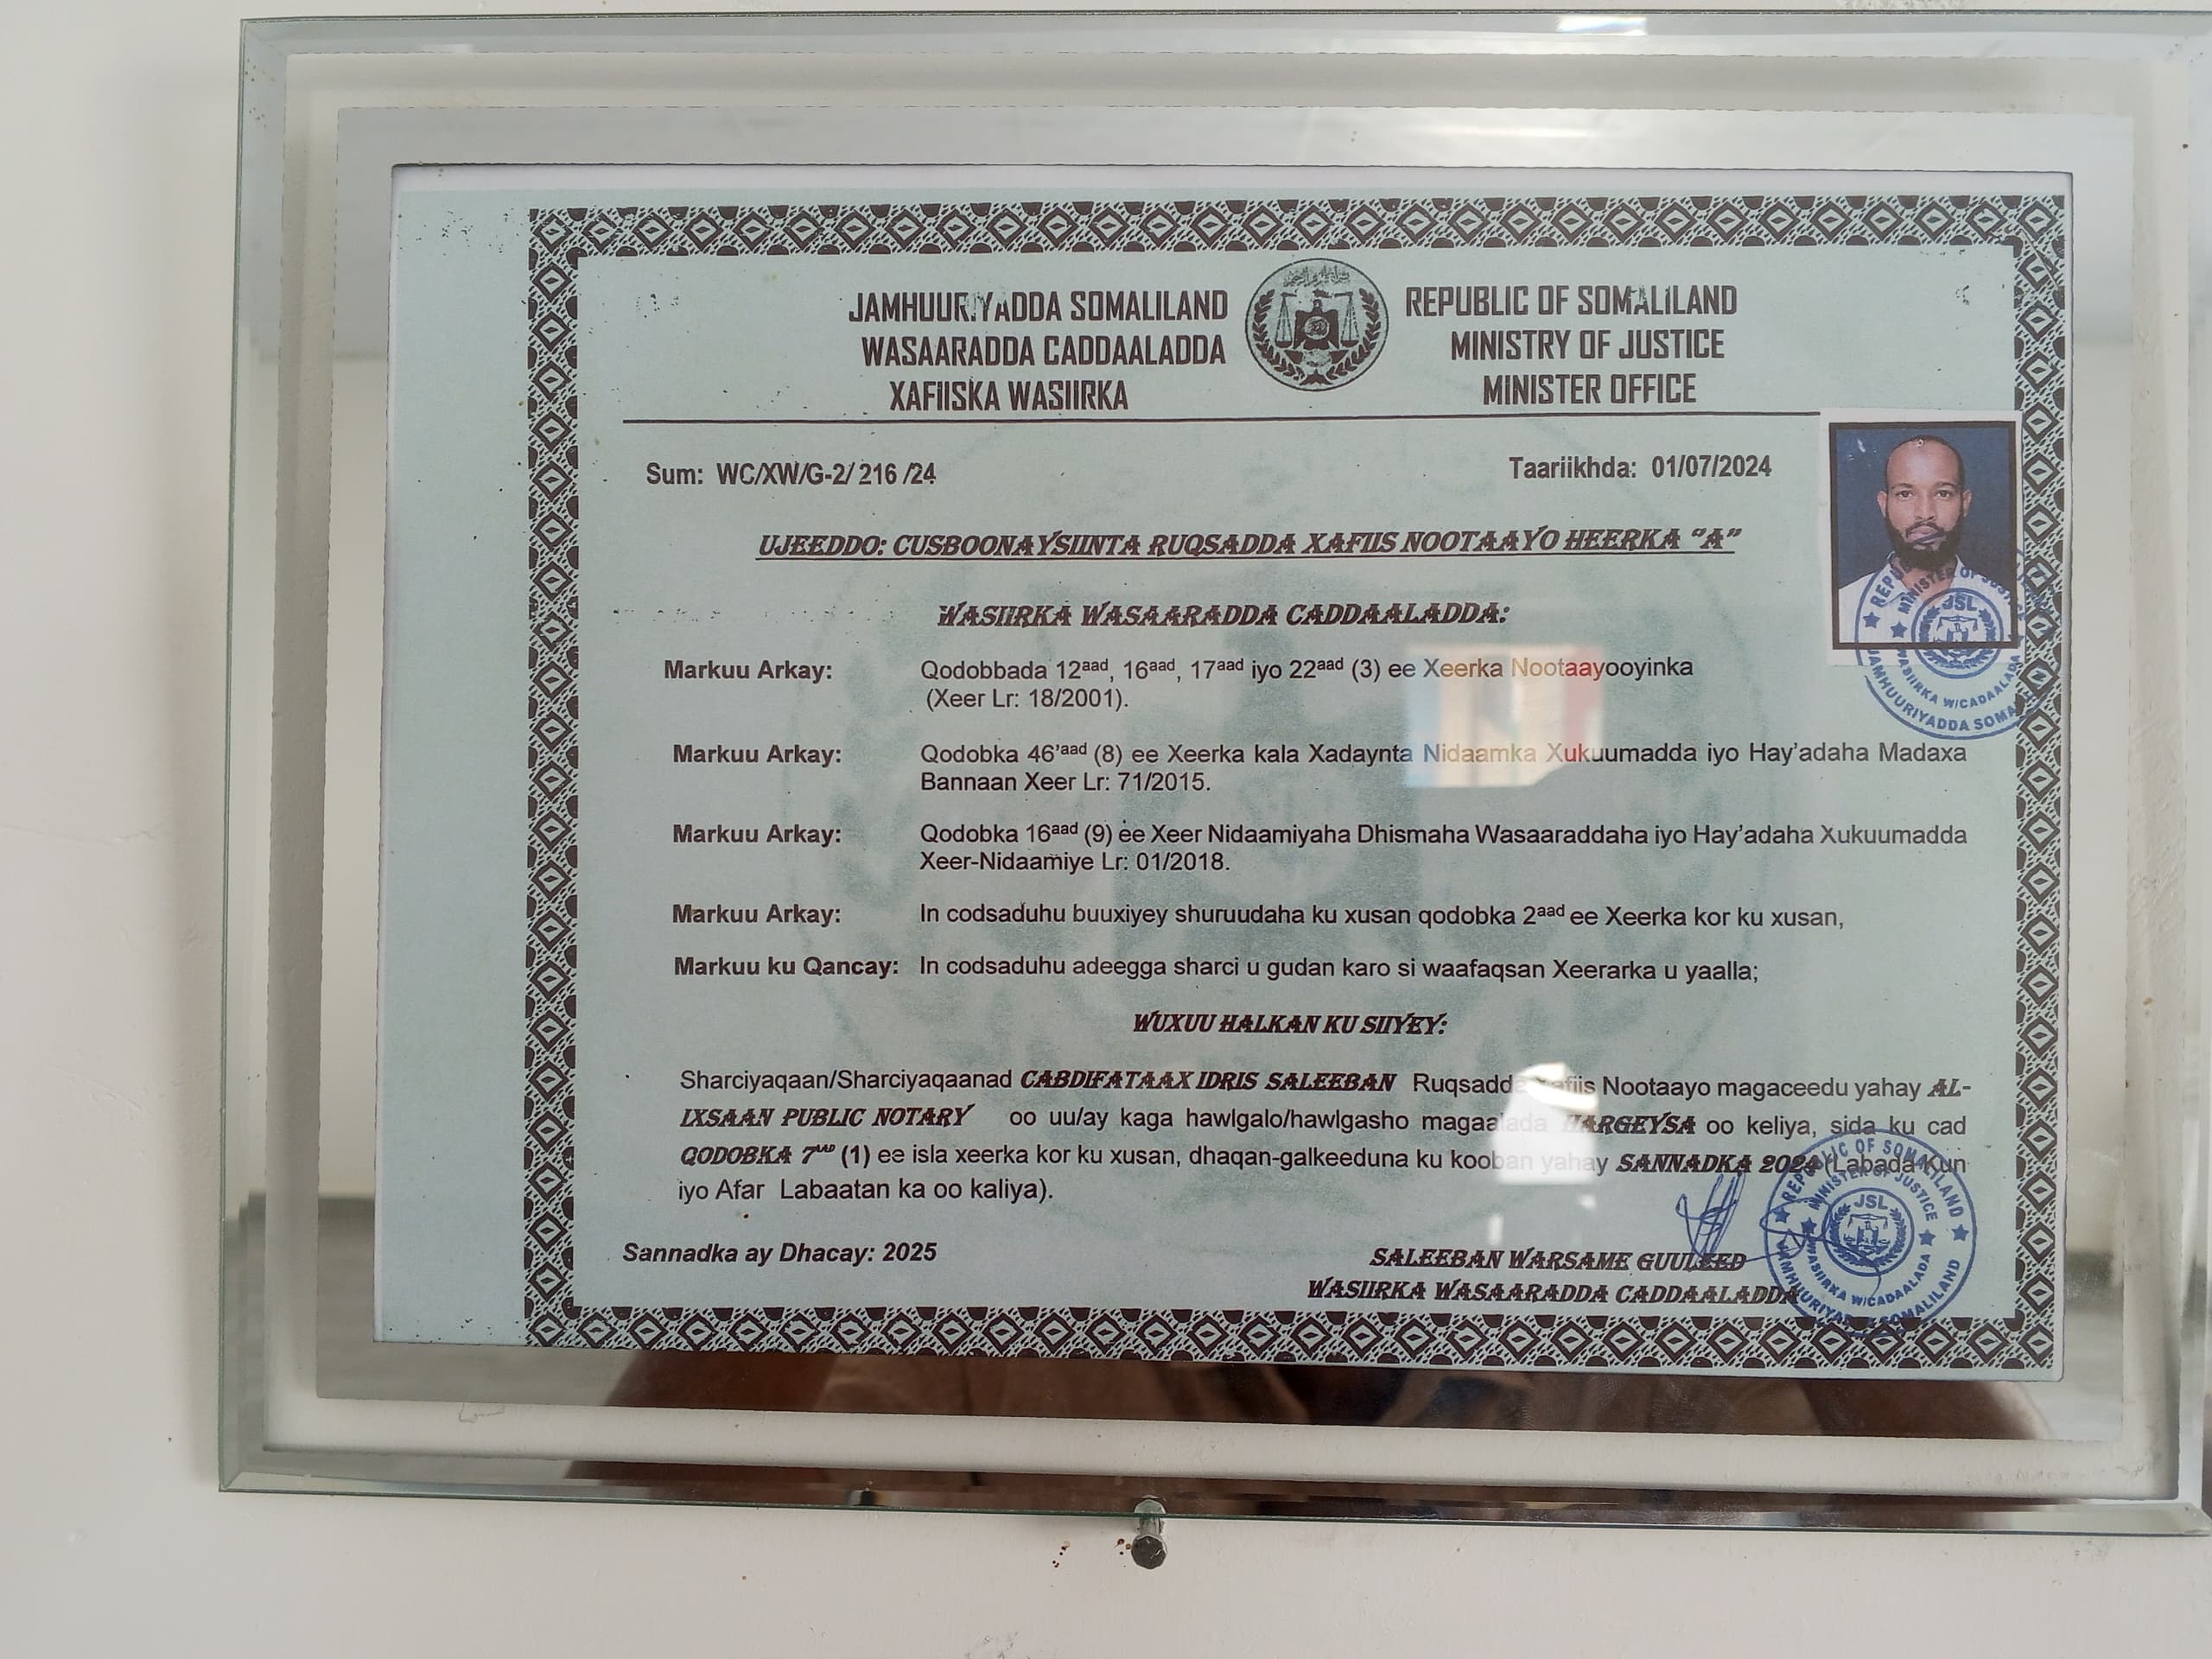 JAMHUURIYADDA SOMALILAND
WASAARADDA CADDAALADDA
XAFIISKA WASIIRKA
REPUBLIC OF SOMALILAND
MINISTRY OF JUSTICE
MINISTER OFFICE
Sum: WC/XW/G-2/ 216 /24
Taariikhda: 01/07/2024
UJEEDDO: CUSBOONAYSIINTA RUQSADDA XAFIIS NOOTAAYO HEERKA “A”
WASIIRKA WASAARADDA CADDAALADDA:
Markuu Arkay: Qodobbada 12aad, 16aad, 17aad iyo 22aad (3) ee Xeerka Nootaayooyinka
(Xeer Lr: 18/2001).
Markuu Arkay: Qodobka 46'aad (8) ee Xeerka kala Xadaynta Nidaamka Xukuumadda iyo Hay'adaha Madaxa
Bannaan Xeer Lr: 71/2015.
Markuu Arkay: Qodobka 16aad (9) ee Xeer Nidaamiyaha Dhismaha Wasaaraddaha iyo Hay'adaha Xukuumadda
Xeer-Nidaamiye Lr: 01/2018.
Markuu Arkay: In codsaduhu buuxiyey shuruudaha ku xusan qodobka 2aad ee Xeerka kor ku xusan,
Markuu ku Qancay: In codsaduhu adeegga sharci u gudan karo si waafaqsan Xeerarka u yaalla;
WUXUU HALKAN KU SIIYEY:
Sharciyaqaan/Sharciyaqaanad CABDIFATAAX IDRIS SALEEBAN Ruqsadda Xafiis Nootaayo magaceedu yahay AL-
IXSAAN PUBLIC NOTARY oo uu/ay kaga hawlgalo/hawlgasho magaalada HARGEYSA oo keliya, sida ku cad
QODOBKA 7AAD (1) ee isla xeerka kor ku xusan, dhaqan-galkeeduna ku kooban yahay SANNADKA 2024 (Labada Kun
iyo Afar Labaatan ka oo kaliya).
Sannadka ay Dhacay: 2025
SALEEBAN WARSAME GUULEED
WASIIRKA WASAARADDA CADDAALADDA
REPUBLIC OF SOMALILAND
MINISTER OF JUSTICE
JSL
WASIIRKA W/CADAALADA
JAMHUURIYADDA SOMALILAND